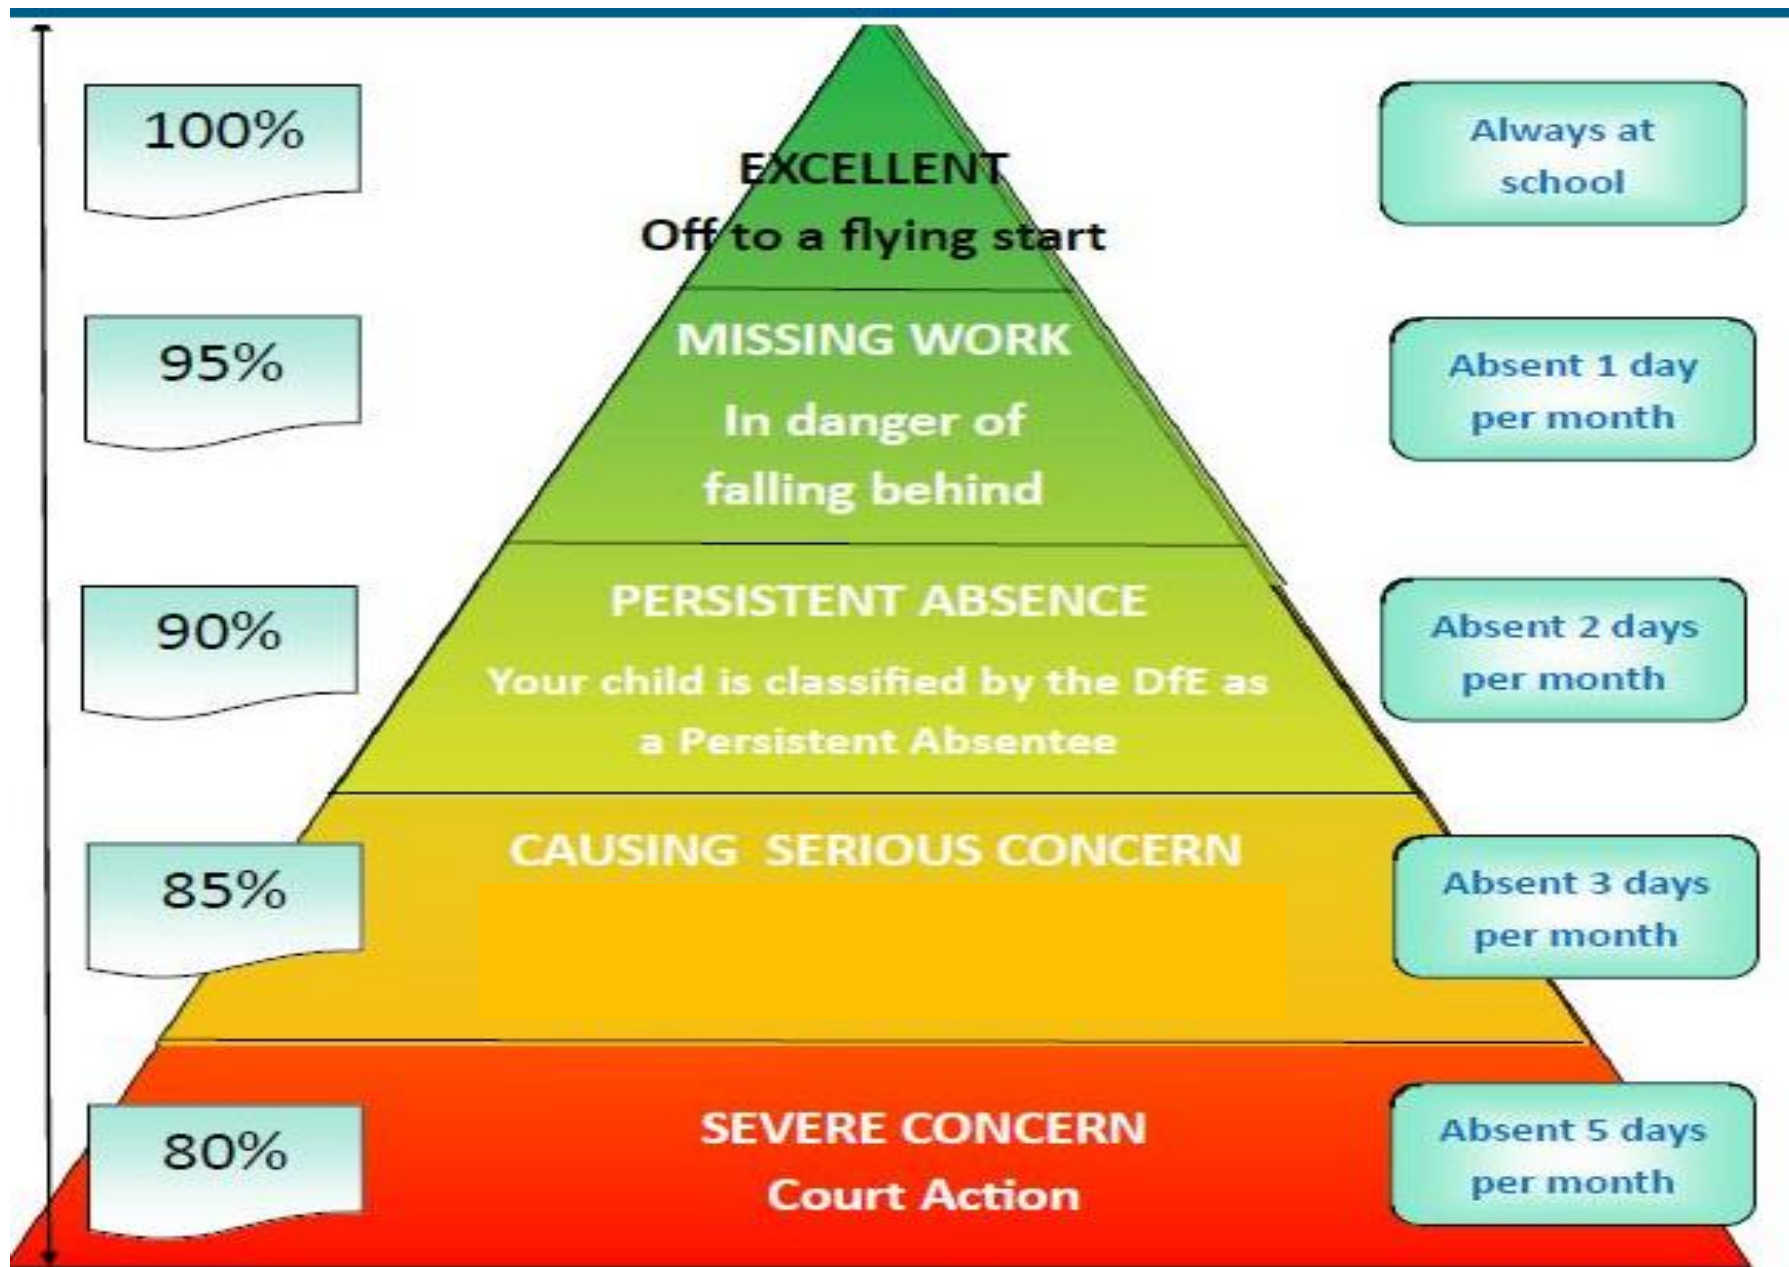 100%
EXCELLENT
Off to a flying start
Always at
school
95%
MISSING WORK
In danger of
falling behind
Absent 1 day
per month
90%
PERSISTENT ABSENCE
Your child is classified by the DfE as
a Persistent Absentee
Absent 2 days
per month
85%
CAUSING SERIOUS CONCERN
Absent 3 days
per month
80%
SEVERE CONCERN
Court Action
Absent 5 days
per month